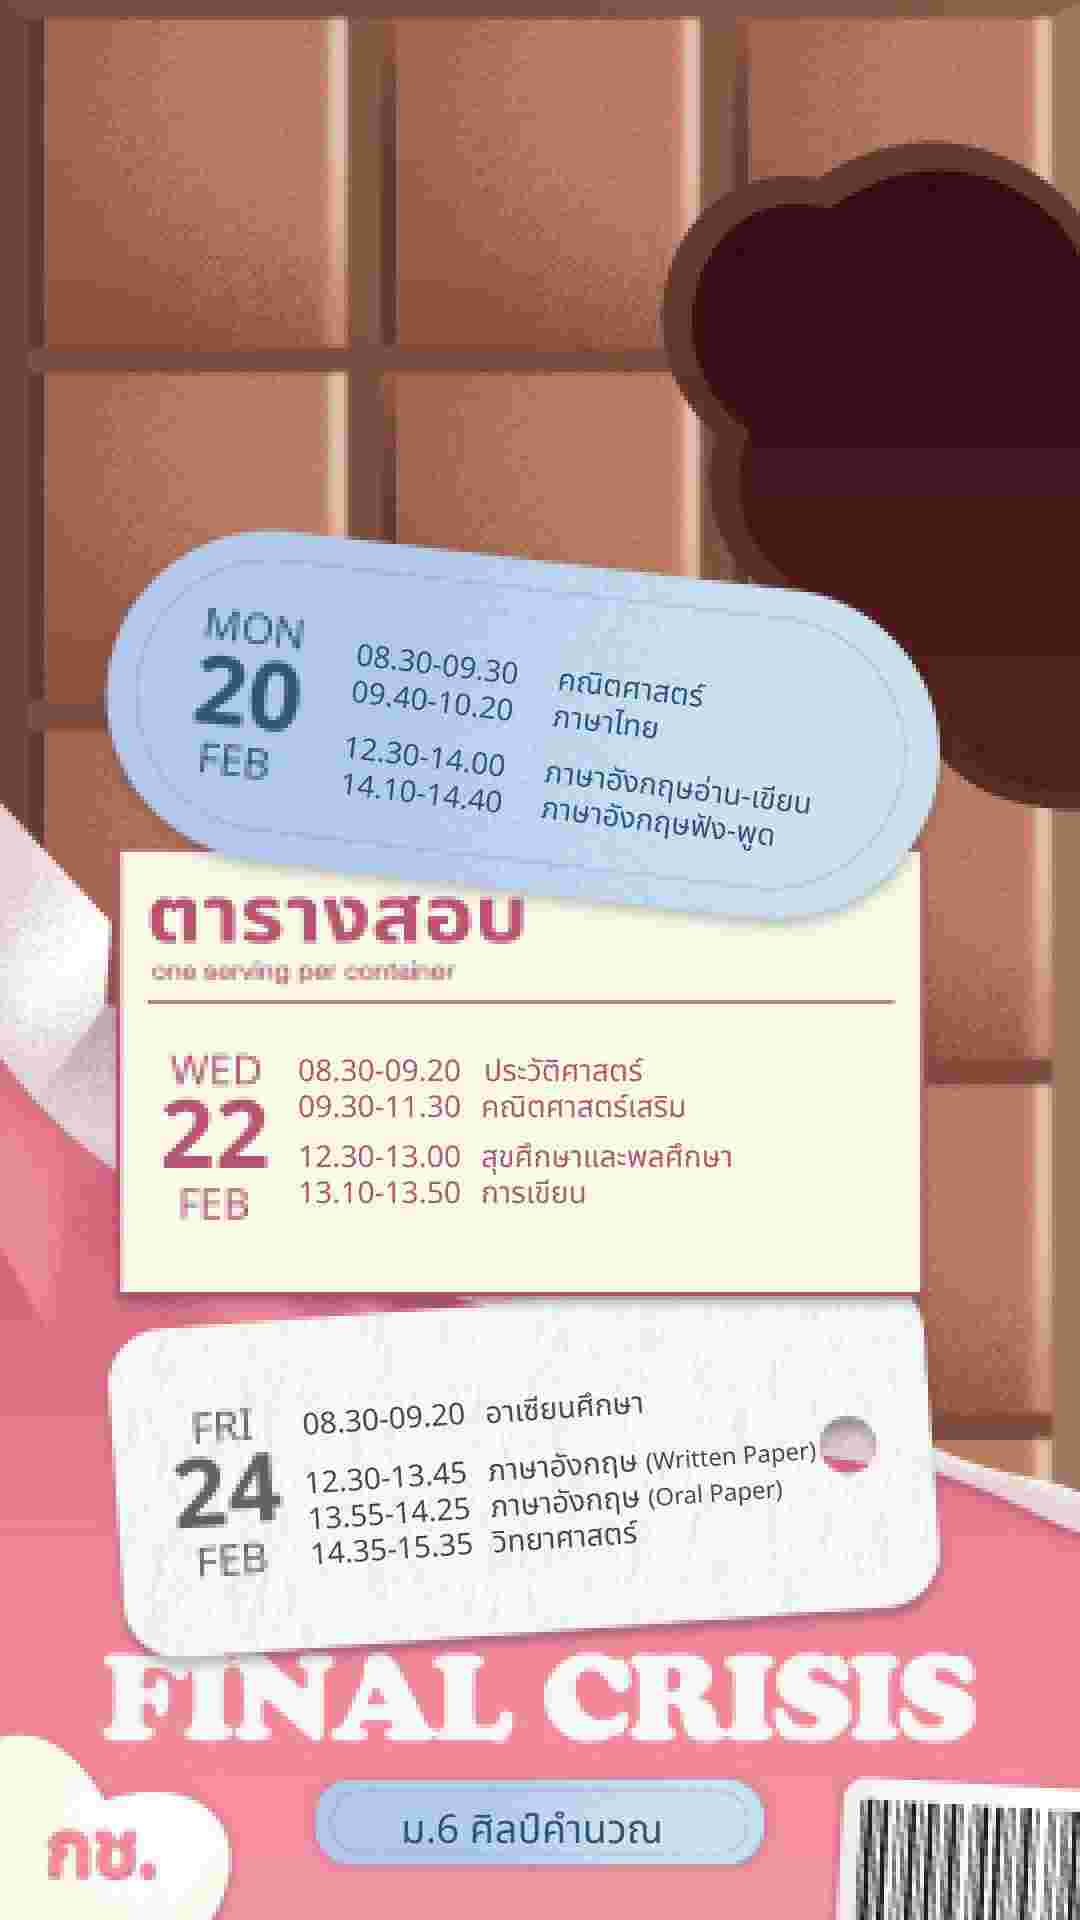 MON
20
FEB
08.30-09.30 คณิตศาสตร์
09.40-10.20 ภาษาไทย
12.30-14.00 ภาษาอังกฤษอ่าน-เขียน
14.10-14.40 ภาษาอังกฤษฟัง-พูด
ตารางสอบ
one serving per container
WED
22
FEB
08.30-09.20 ประวัติศาสตร์
09.30-11.30 คณิตศาสตร์เสริม
12.30-13.00 สุขศึกษาและพลศึกษา
13.10-13.50 การเขียน
FRI
24
FEB
08.30-09.20 อาเซียนศึกษา
12.30-13.45 ภาษาอังกฤษ (Written Paper)
13.55-14.25 ภาษาอังกฤษ (Oral Paper)
14.35-15.35 วิทยาศาสตร์
FINAL CRISIS
ม.6 ศิลป์คำนวณ
กช.